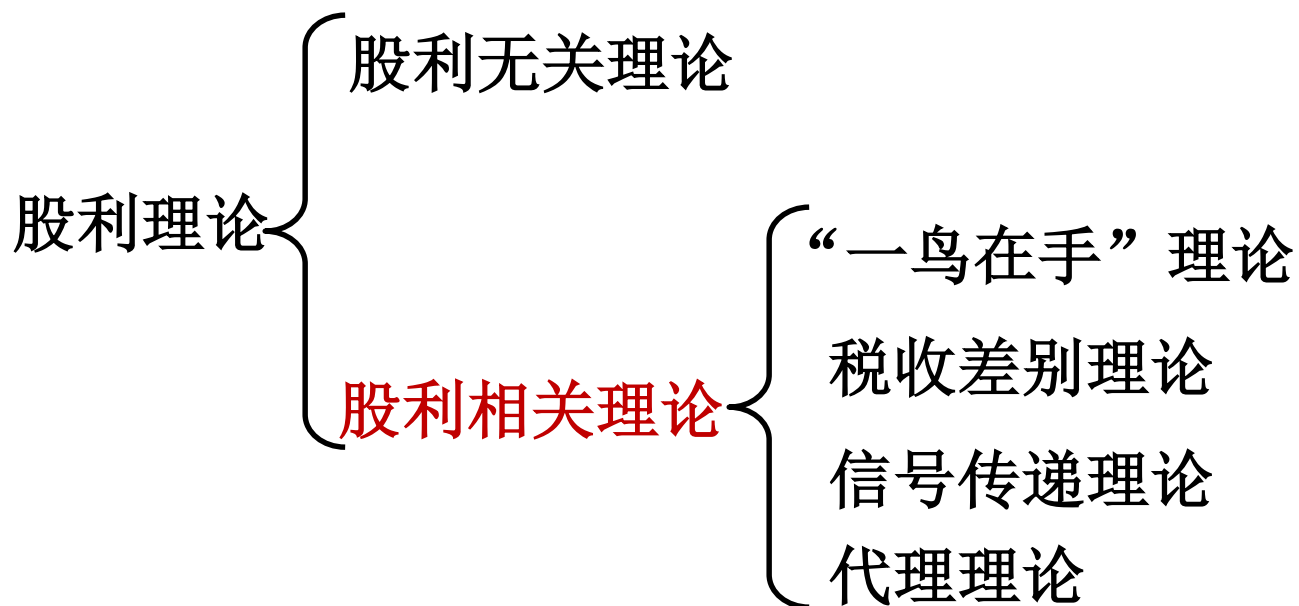 股利无关理论
股利理论
“一鸟在手”理论
税收差别理论
股利相关理论
信号传递理论
代理理论